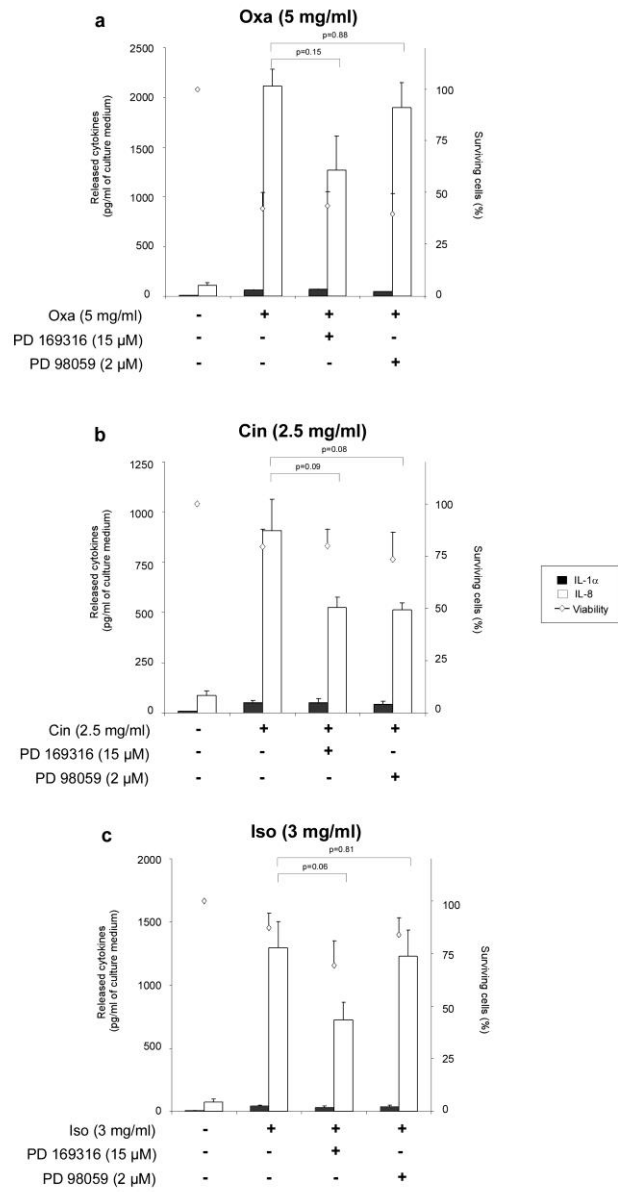 a
Oxa (5 mg/ml)
p=0.88
p=0.15
Released cytokines
(pg/ml of culture medium)
2500
2000
1500
1000
500
0
100
75
50
25
0
Surviving cells (%)
Oxa (5 mg/ml) - + + +
PD 169316 (15 µM) - - + -
PD 98059 (2 µM) - - - +
b
Cin (2.5 mg/ml)
p=0.08
p=0.09
Released cytokines
(pg/ml of culture medium)
1250
1000
750
500
250
0
100
75
50
25
0
Surviving cells (%)
IL-1α
IL-8
Viability
Cin (2.5 mg/ml) - + + +
PD 169316 (15 µM) - - + -
PD 98059 (2 µM) - - - +
c
Iso (3 mg/ml)
p=0.81
p=0.06
Released cytokines
(pg/ml of culture medium)
2000
1500
1000
500
0
100
75
50
25
0
Surviving cells (%)
Iso (3 mg/ml) - + + +
PD 169316 (15 µM) - - + -
PD 98059 (2 µM) - - - +